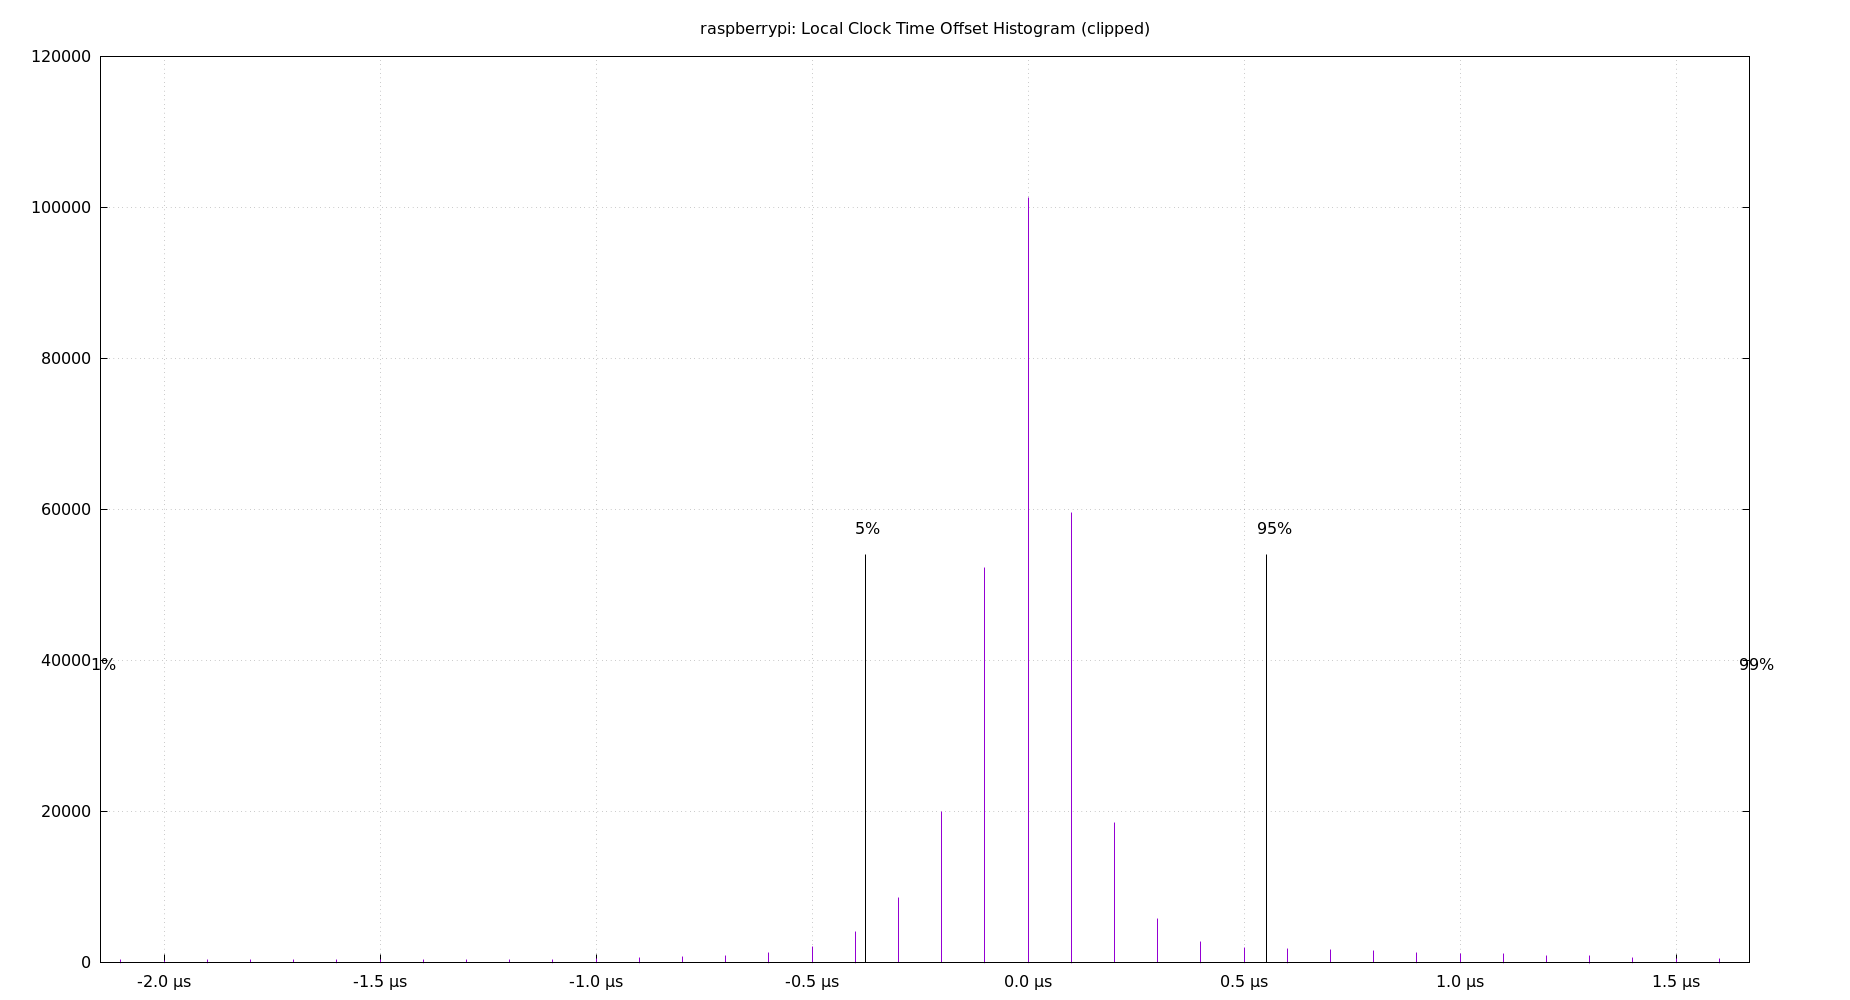 raspberrypi: Local Clock Time Offset Histogram (clipped)
120000
100000
80000
60000
5%
95%
40000
1%
99%
20000
0
-2.0 µs
-1.5 µs
-1.0 µs
-0.5 µs
0.0 µs
0.5 µs
1.0 µs
1.5 µs